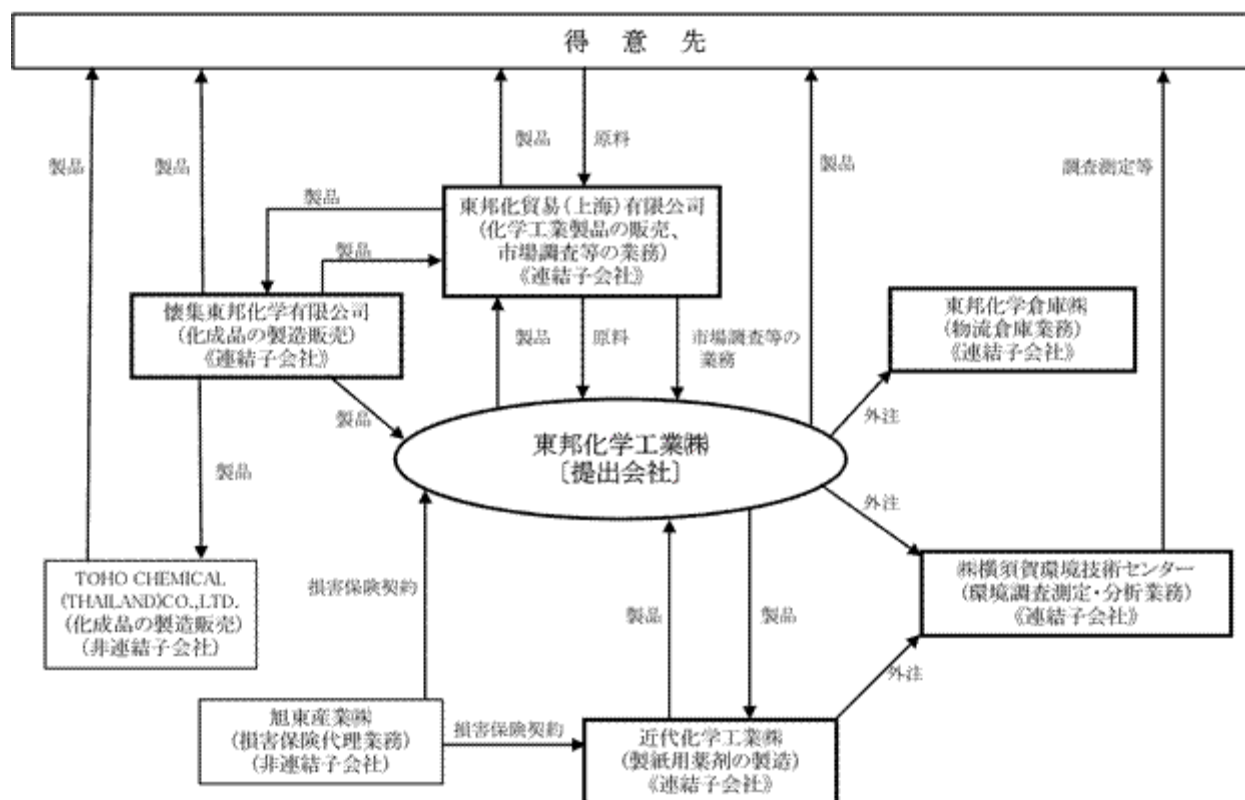 得 意 先
製品
製品
製品
原料
製品
調査測定等
東邦化貿易(上海)有限公司
(化学工業製品の販売、
市場調査等の業務)
《連結子会社》
製品
製品
懐集東邦化学有限公司
(化成品の製造販売)
《連結子会社》
東邦化学倉庫㈱
(物流倉庫業務)
《連結子会社》
製品
原料
市場調査等の
業務
製品
外注
東邦化学工業㈱
〔提出会社〕
製品
外注
TOHO CHEMICAL
(THAILAND)CO.,LTD.
(化成品の製造販売)
(非連結子会社)
損害保険契約
製品
製品
㈱横須賀環境技術センター
(環境調査測定・分析業務)
《連結子会社》
外注
旭東産業㈱
(損害保険代理業務)
(非連結子会社)
損害保険契約
近代化学工業㈱
(製紙用薬剤の製造)
《連結子会社》